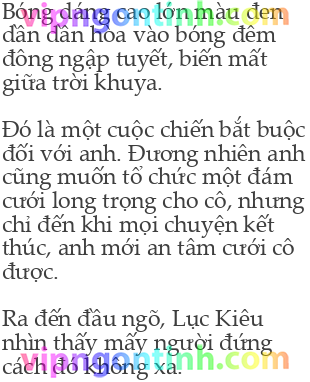 Bóng dáng cao lớn màu đen
dần dần hòa vào bóng đêm
đông ngập tuyết, biến mất
giữa trời khuya.
Đó là một cuộc chiến bắt buộc
đối với anh. Đương nhiên anh
cũng muốn tổ chức một đám
cưới long trọng cho cô, nhưng
chỉ đến khi mọi chuyện kết
thúc, anh mới an tâm cưới cô
được.
Ra đến đầu ngõ, Lục Kiêu
nhìn thấy mấy người đứng
cách đó không xa.
vipngontinh.com
vipngontinh.com